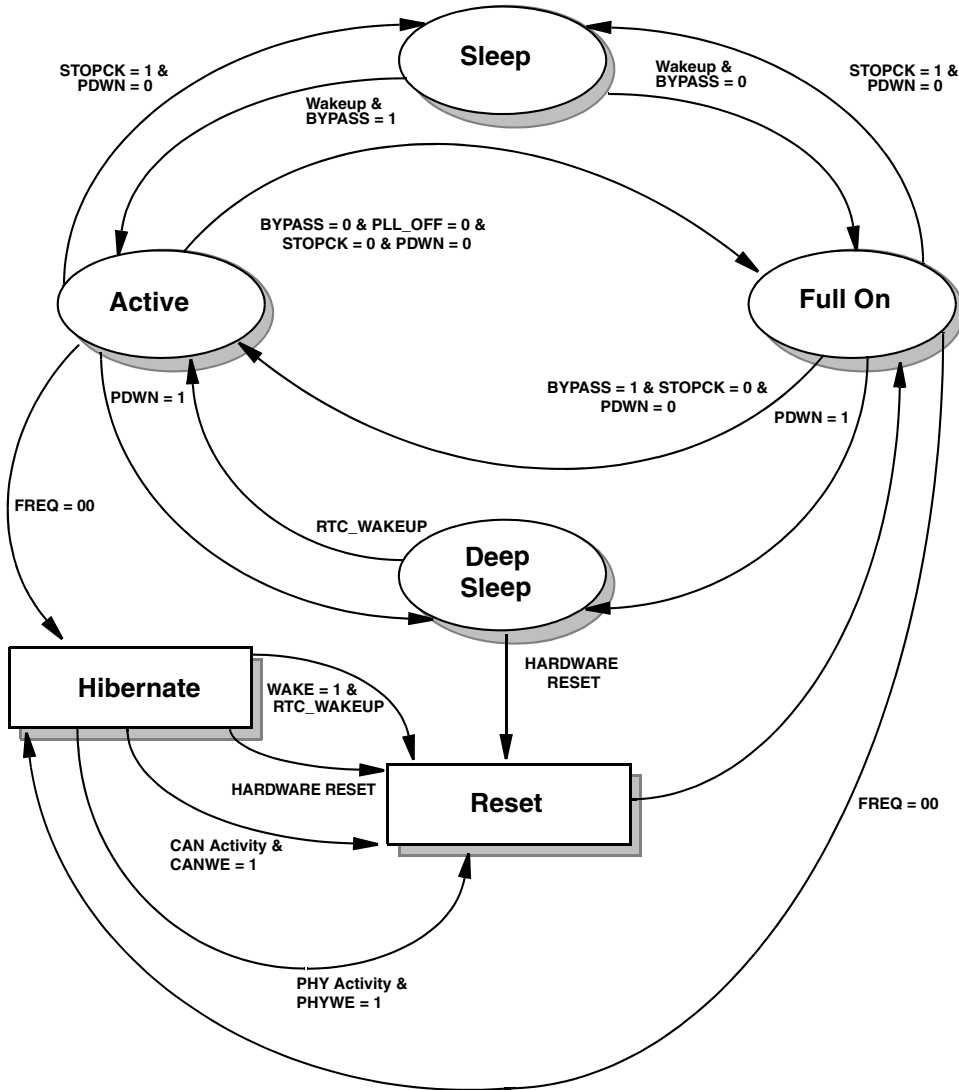 Sleep
STOPCK = 1 &
PDWN = 0
Wakeup &
BYPASS = 1
Wakeup &
BYPASS = 0
STOPCK = 1 &
PDWN = 0
BYPASS = 0 & PLL_OFF = 0 &
STOPCK = 0 & PDWN = 0
Active
Full On
PDWN = 1
BYPASS = 1 & STOPCK = 0 &
PDWN = 0
PDWN = 1
FREQ = 00
RTC_WAKEUP
Deep
Sleep
HARDWARE
RESET
Hibernate
WAKE = 1 &
RTC_WAKEUP
HARDWARE RESET
Reset
FREQ = 00
CAN Activity &
CANWE = 1
PHY Activity &
PHYWE = 1